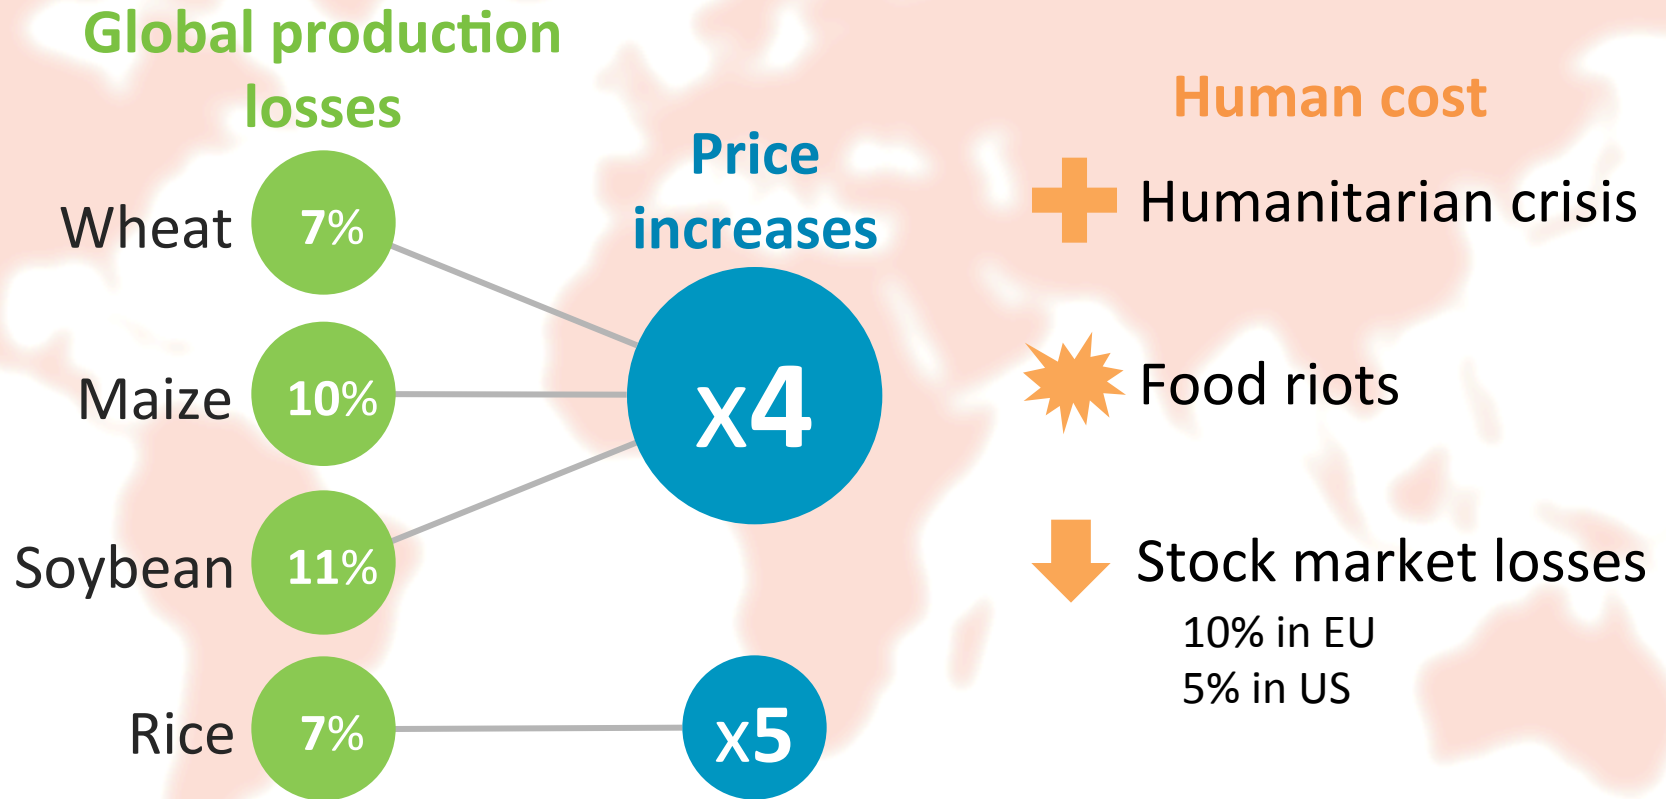 Global production
losses
Wheat
7%
Maize
10%
Soybean
11%
Rice
7%
Price
increases
x4
x5
Human cost
Humanitarian crisis
Food riots
Stock market losses
10% in EU
5% in US